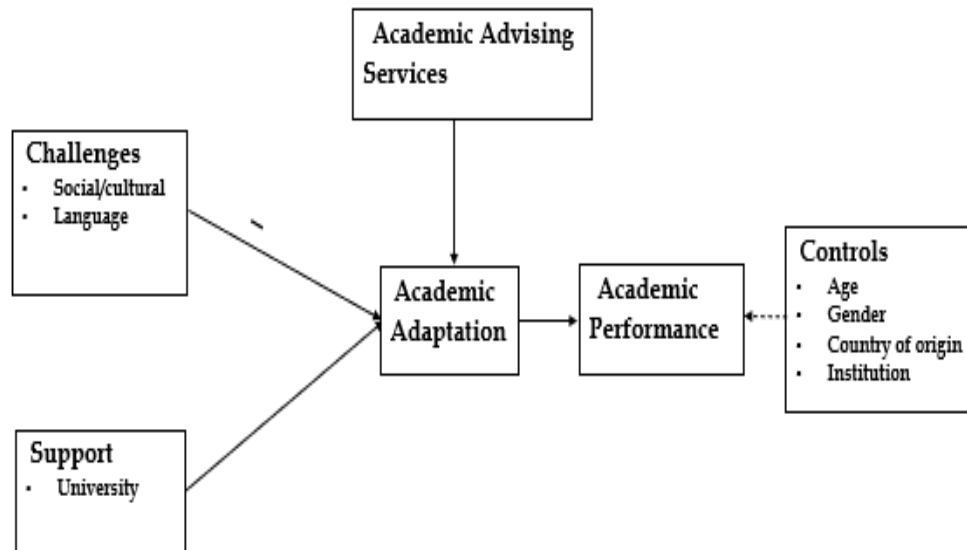 Academic Advising
Services
Challenges
▪ Social/cultural
▪ Language
–
Academic
Adaptation
Academic
Performance
Controls
▪ Age
▪ Gender
▪ Country of origin
▪ Institution
Support
▪ University